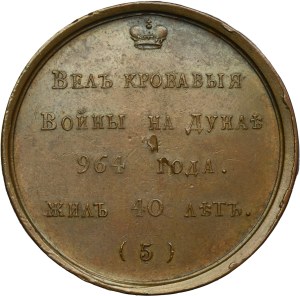 ВЕЛЪ КРОВАВЫЯ
ВОЙНЫ НА ДУНАѢ
964 ГОДА.
ЖИЛЪ 40 ЛѢТЪ.
(5)